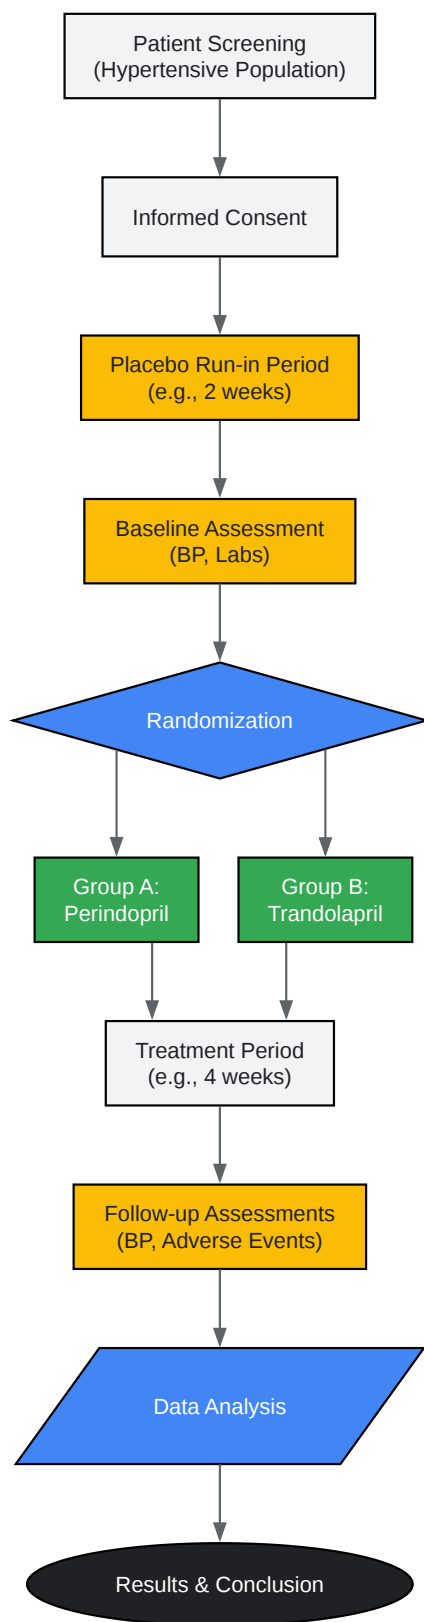 Patient Screening
(Hypertensive Population)
Informed Consent
Placebo Run-in Period
(e.g., 2 weeks)
Baseline Assessment
(BP, Labs)
Randomization
Group A:
Perindopril
Group B:
Trandolapril
Treatment Period
(e.g., 4 weeks)
Follow-up Assessments
(BP, Adverse Events)
Data Analysis
Results & Conclusion